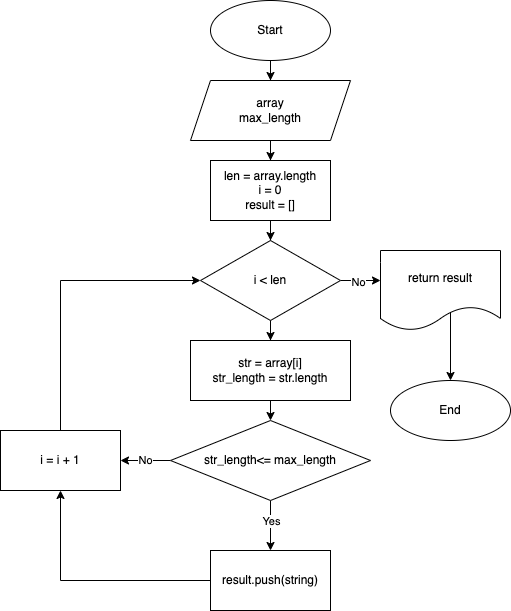 Start
array
max_length
len = array.length
i = 0
result = []
i < len
No
return result
str = array[i]
str_length = str.length
End
i = i + 1
No
str_length<= max_length
Yes
result.push(string)